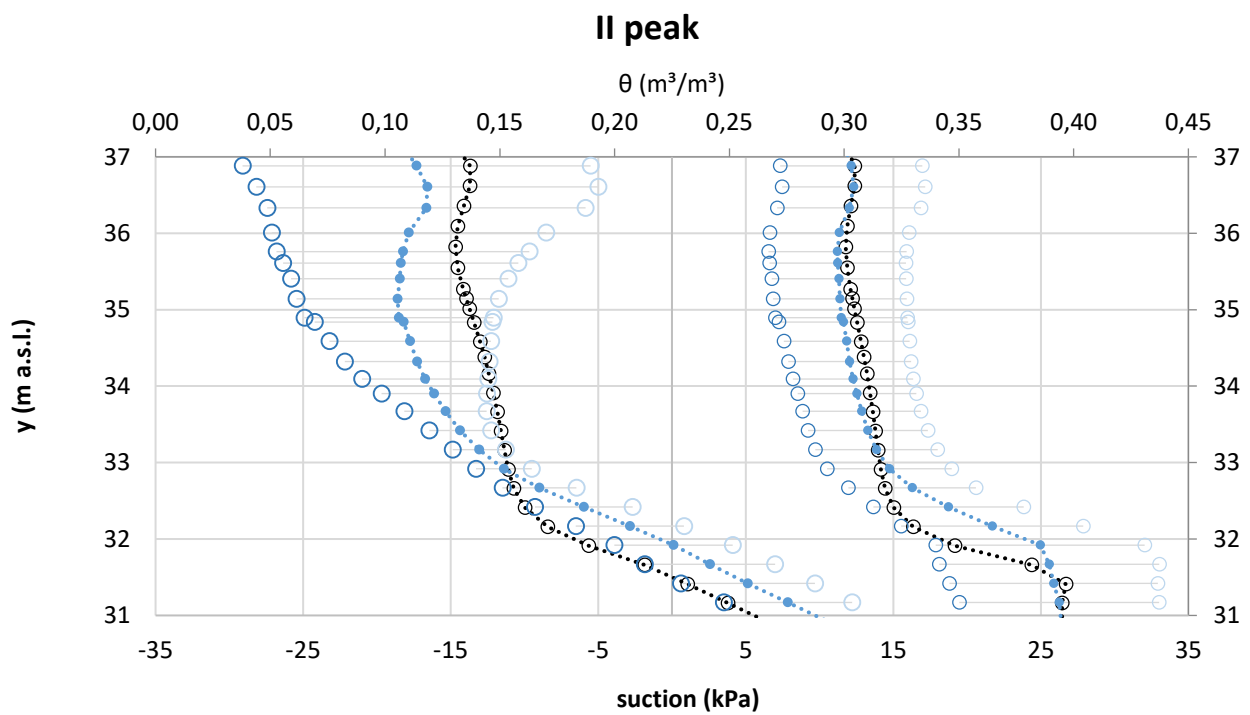 II peak
θ (m³/m³)
0,00 0,05 0,10 0,15 0,20 0,25 0,30 0,35 0,40 0,45
37 37
36 36
35 35
34 34
33 33
32 32
31 31
y (m a.s.l.)
-35 -25 -15 -5 5 15 25 35
suction (kPa)